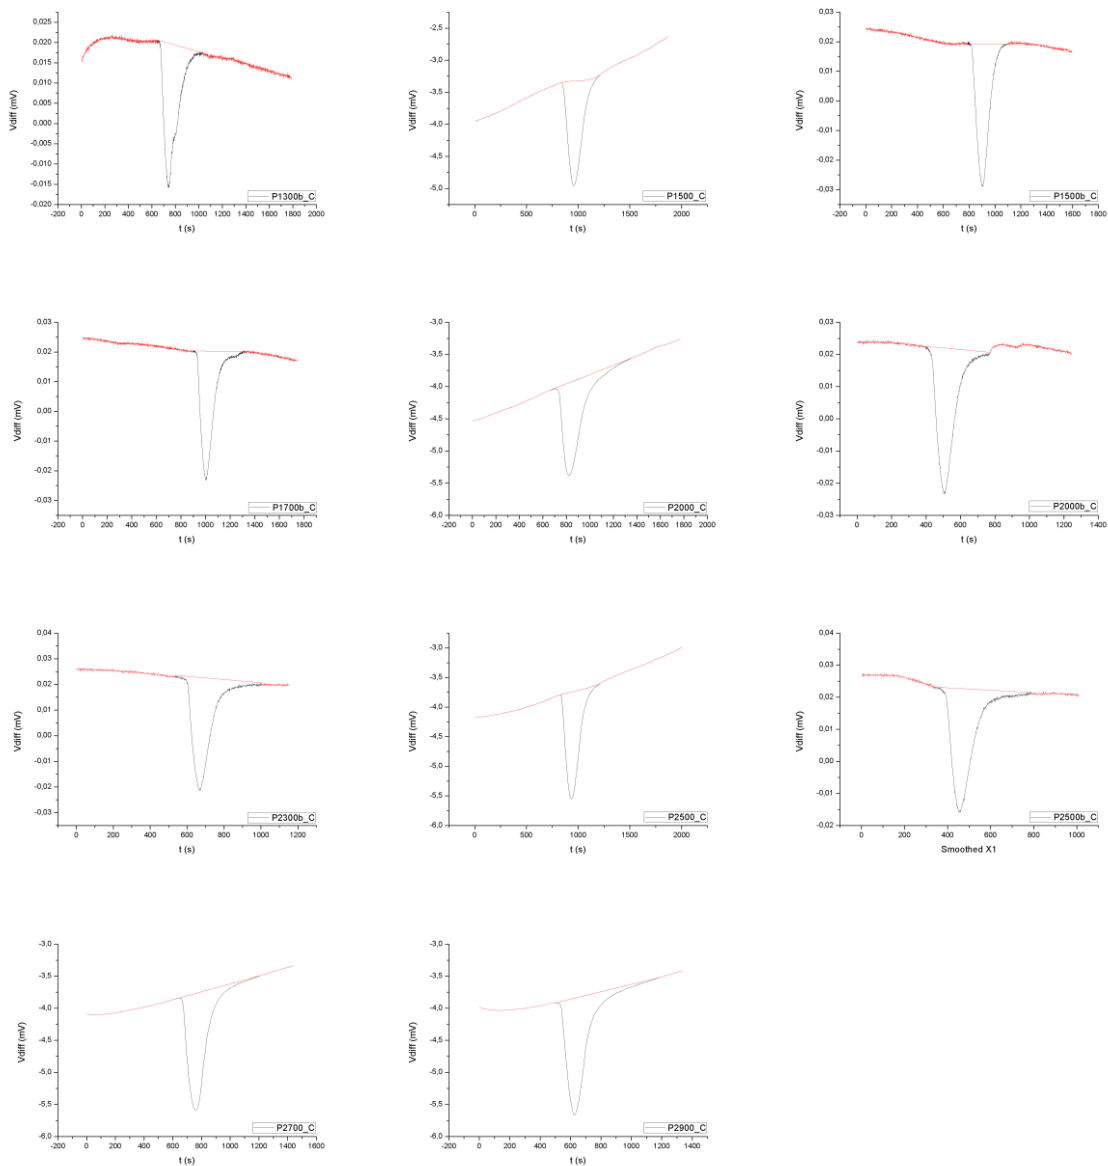 0,025
0,020
0,015
0,010
0,005
0,000
-0,005
-0,010
-0,015
-0,020
Vdiff (mV)
P1300b_C
-200 0 200 400 600 800 1000 1200 1400 1600 1800 2000
t (s)
-2,5
-3,0
-3,5
-4,0
-4,5
-5,0
Vdiff (mV)
P1500_C
0 500 1000 1500 2000
t (s)
0,03
0,02
0,01
0,00
-0,01
-0,02
-0,03
Vdiff (mV)
P1500b_C
-200 0 200 400 600 800 1000 1200 1400 1600 1800
t (s)
0,03
0,02
0,01
0,00
-0,01
-0,02
-0,03
Vdiff (mV)
P1700b_C
-200 0 200 400 600 800 1000 1200 1400 1600 1800
t (s)
-3,0
-3,5
-4,0
-4,5
-5,0
-5,5
-6,0
Vdiff (mV)
P2000_C
-200 0 200 400 600 800 1000 1200 1400 1600 1800 2000
t (s)
0,03
0,02
0,01
0,00
-0,01
-0,02
-0,03
Vdiff (mV)
P2000b_C
0 200 400 600 800 1000 1200 1400
t (s)
0,04
0,03
0,02
0,01
0,00
-0,01
-0,02
-0,03
Vdiff (mV)
P2300b_C
0 200 400 600 800 1000 1200
t (s)
-3,0
-3,5
-4,0
-4,5
-5,0
-5,5
-6,0
Vdiff (mV)
P2500_C
0 500 1000 1500 2000
t (s)
0,04
0,03
0,02
0,01
0,00
-0,01
-0,02
Vdiff (mV)
P2500b_C
0 200 400 600 800 1000
Smoothed X1
-3,0
-3,5
-4,0
-4,5
-5,0
-5,5
-6,0
Vdiff (mV)
P2700_C
0 200 400 600 800 1000 1200 1400 1600
t (s)
-3,0
-3,5
-4,0
-4,5
-5,0
-5,5
-6,0
Vdiff (mV)
P2900_C
0 200 400 600 800 1000 1200 1400
t (s)